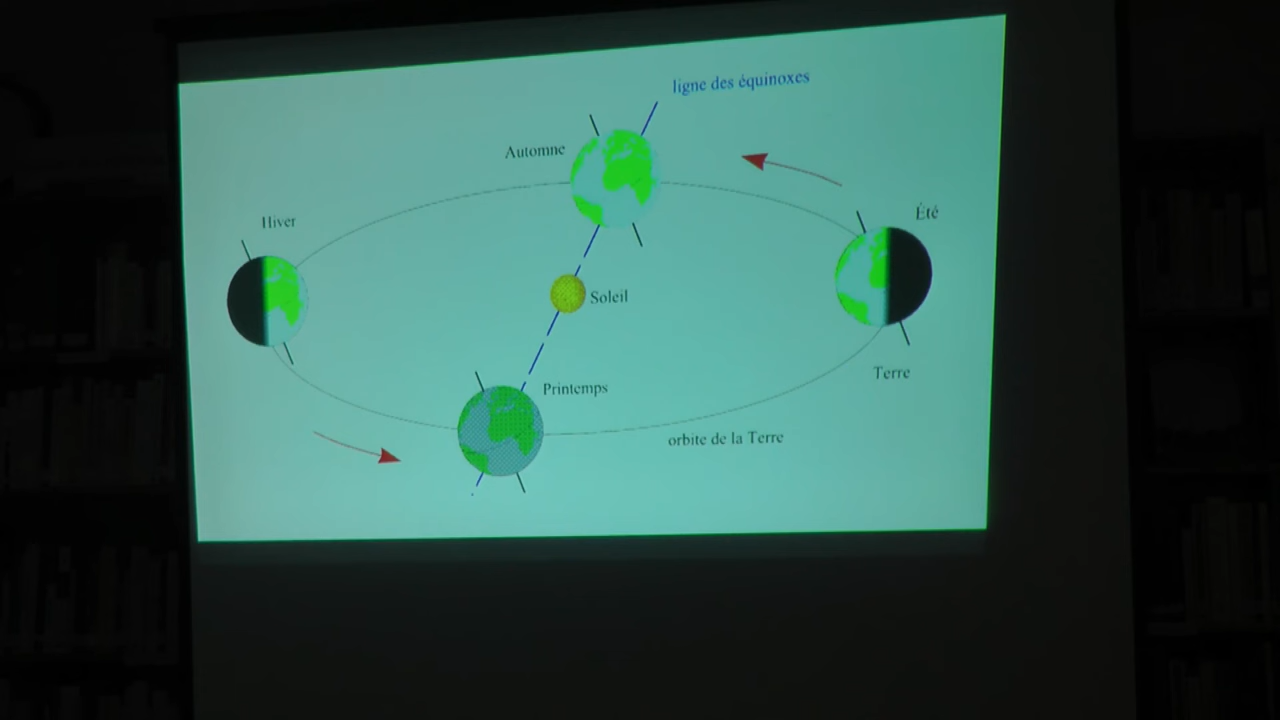 ligne des équinoxes
Automne
Été
Hiver
Soleil
Terre
Printemps
orbite de la Terre